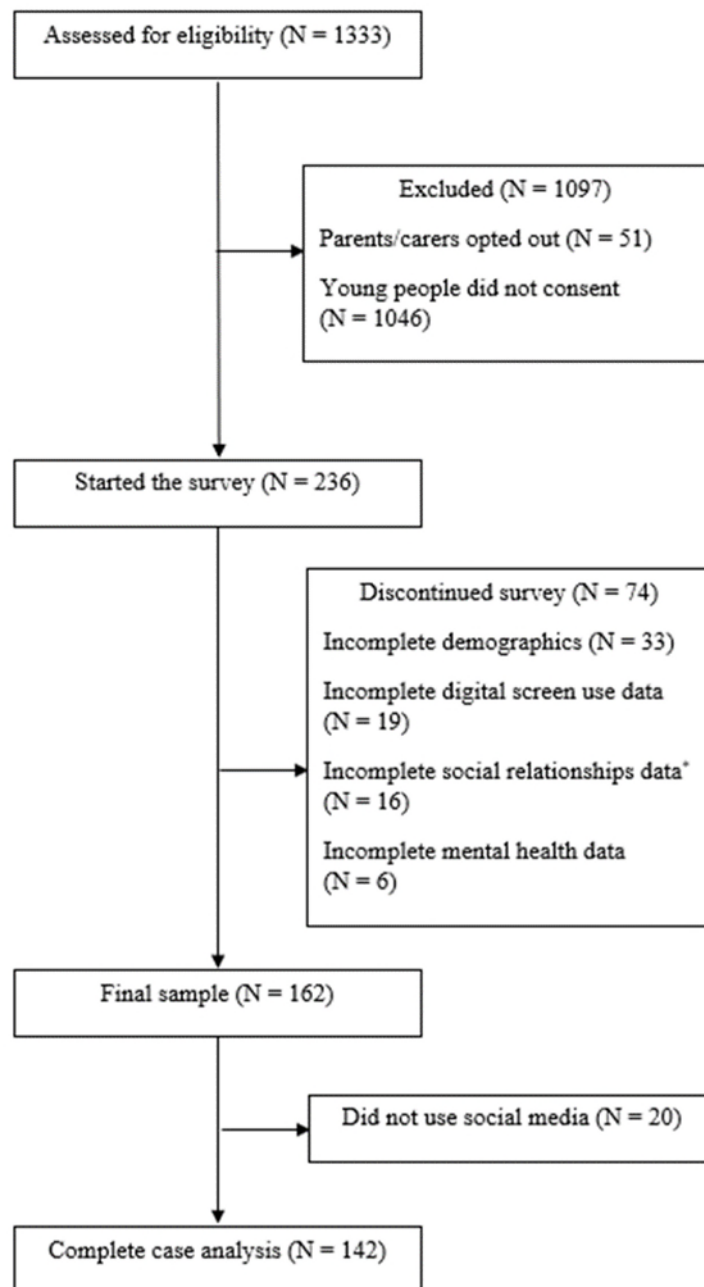 Assessed for eligibility (N = 1333)
Excluded (N = 1097)
Parents/carers opted out (N = 51)
Young people did not consent
(N = 1046)
Started the survey (N = 236)
Discontinued survey (N = 74)
Incomplete demographics (N = 33)
Incomplete digital screen use data
(N = 19)
Incomplete social relationships data*
(N = 16)
Incomplete mental health data
(N = 6)
Final sample (N = 162)
Did not use social media (N = 20)
Complete case analysis (N = 142)